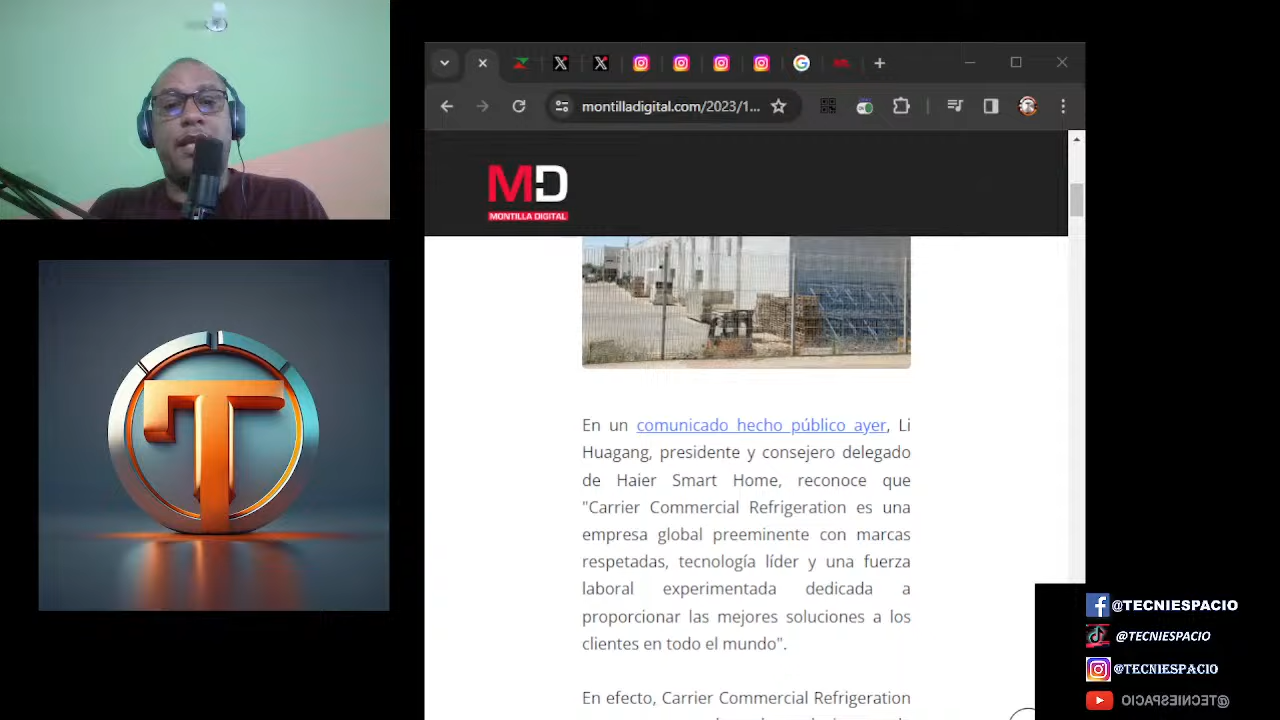 montilladigital.com/2023/1...
MD
MONTILLA DIGITAL
En un comunicado hecho público ayer, Li
Huagang, presidente y consejero delegado
de Haier Smart Home, reconoce que
"Carrier Commercial Refrigeration es una
empresa global preeminente con marcas
respetadas, tecnología líder y una fuerza
laboral experimentada dedicada a
proporcionar las mejores soluciones a los
clientes en todo el mundo".
En efecto, Carrier Commercial Refrigeration
T
@TECNIESPACIO
@TECNIESPACIO
@TECNIESPACIO
@TECNIESPACIO